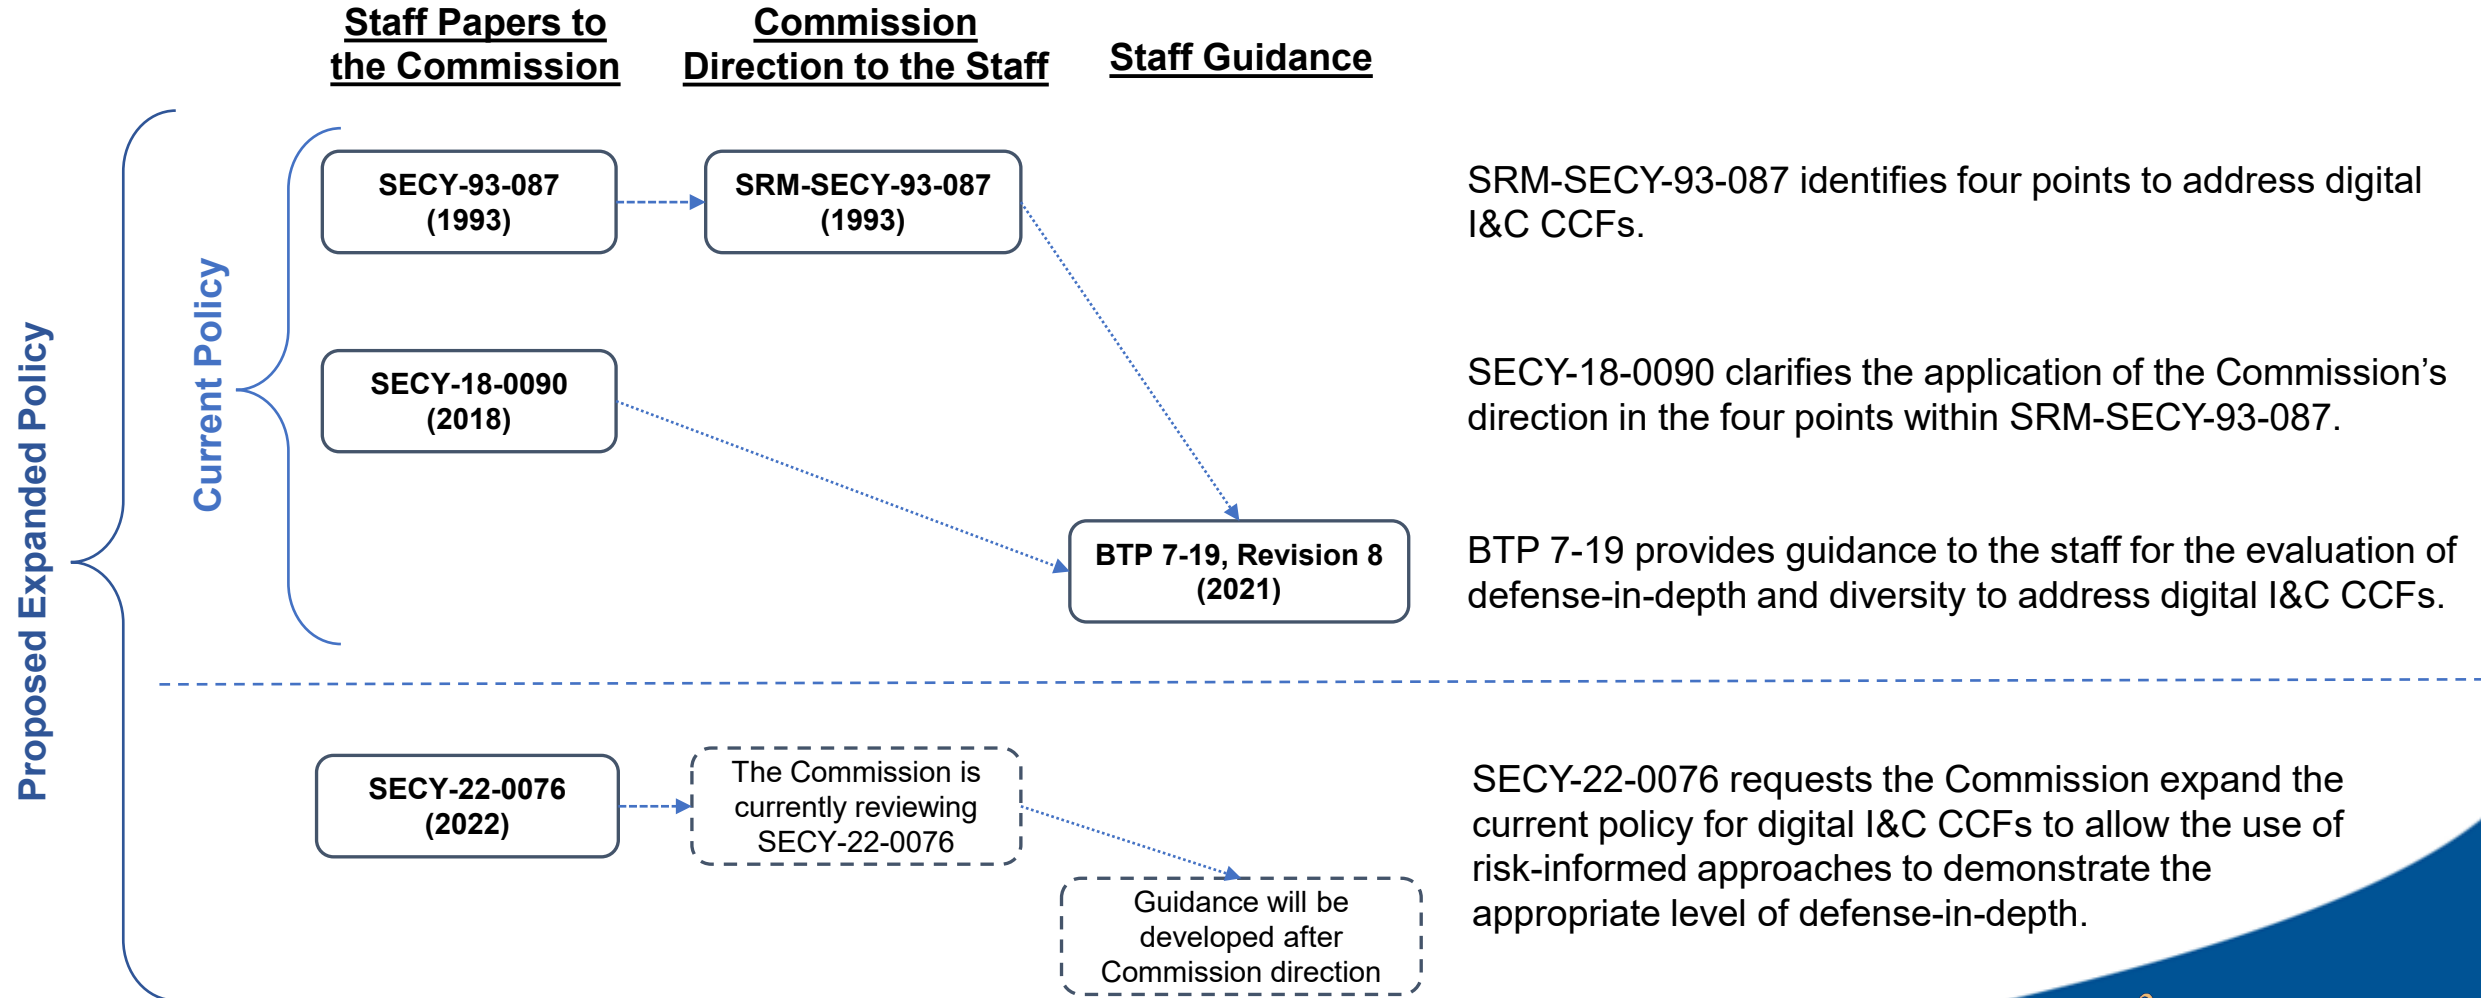 Staff Papers to
the Commission
Commission
Direction to the Staff
Staff Guidance
Proposed Expanded Policy
Current Policy
SECY-93-087
(1993)
SRM-SECY-93-087
(1993)
SRM-SECY-93-087 identifies four points to address digital
I&C CCFs.
SECY-18-0090
(2018)
SECY-18-0090 clarifies the application of the Commission’s
direction in the four points within SRM-SECY-93-087.
BTP 7-19, Revision 8
(2021)
BTP 7-19 provides guidance to the staff for the evaluation of
defense-in-depth and diversity to address digital I&C CCFs.
SECY-22-0076
(2022)
The Commission is
currently reviewing
SECY-22-0076
Guidance will be
developed after
Commission direction
SECY-22-0076 requests the Commission expand the
current policy for digital I&C CCFs to allow the use of
risk-informed approaches to demonstrate the
appropriate level of defense-in-depth.